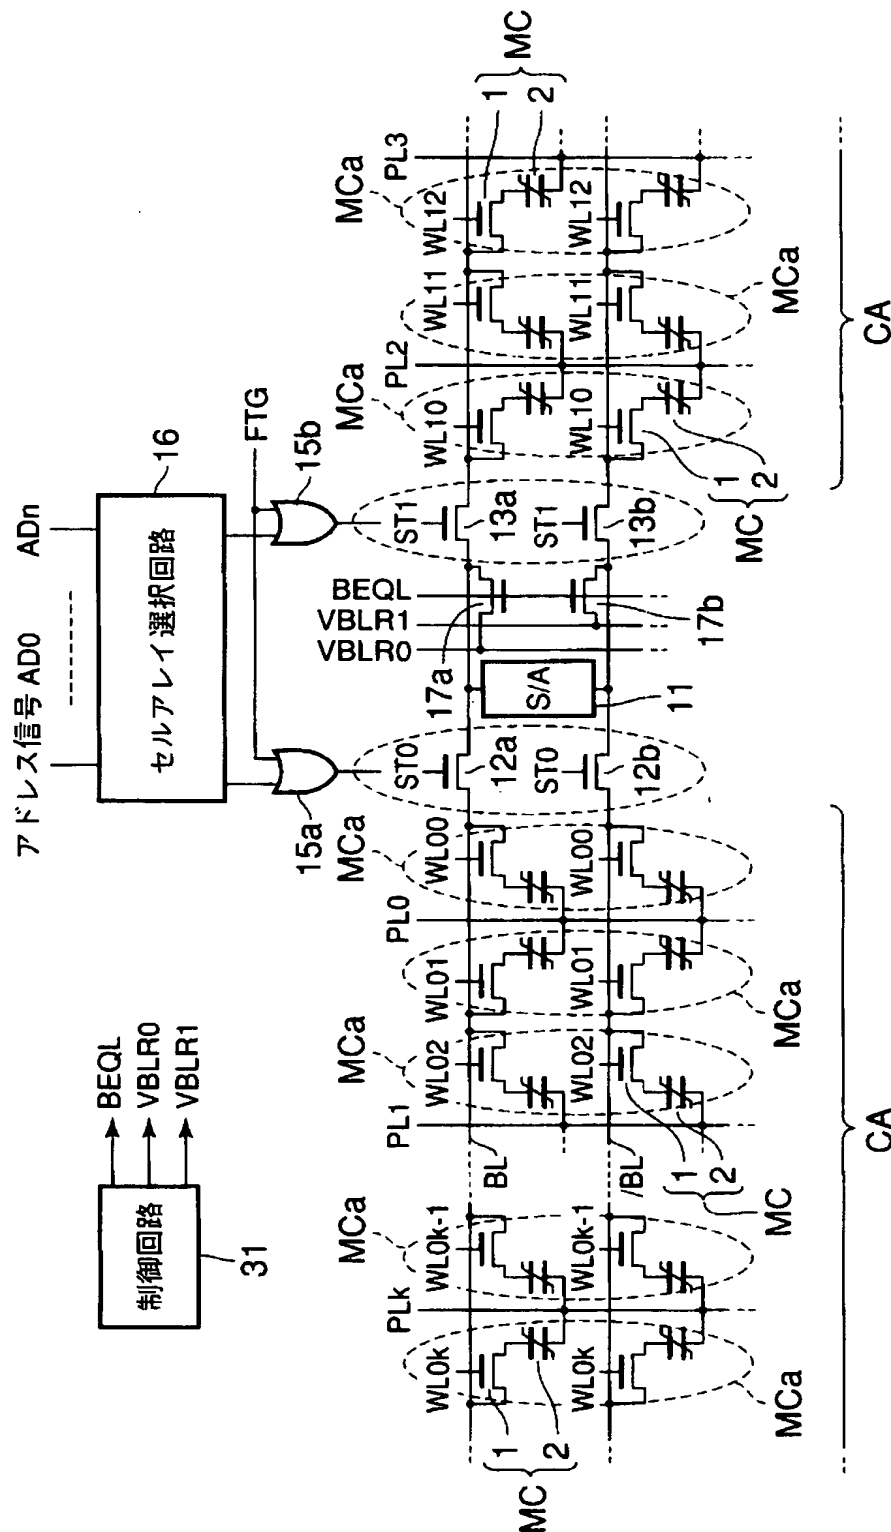 アドレス信号 AD0
ADn
セルアレイ選択回路
16
FTG
15a
15b
制御回路
31
BEQL
VBLR0
VBLR1
MCa
MCa
MCa
MCa
MCa
PLk
PL1
PL0
PL2
PL3
WL0k
WL0k-1
WL02
WL01
WL00
ST0
12a
17a
VBLR0
VBLR1
BEQL
ST1
13a
WL10
WL11
WL12
1
2
MC
1
2
MC
BL
S/A
11
WL0k
WL0k-1
WL02
WL01
WL00
ST0
12b
17b
ST1
13b
WL10
WL11
WL12
/BL
1
2
MC
1
2
MC
MCa
MCa
MCa
CA
CA